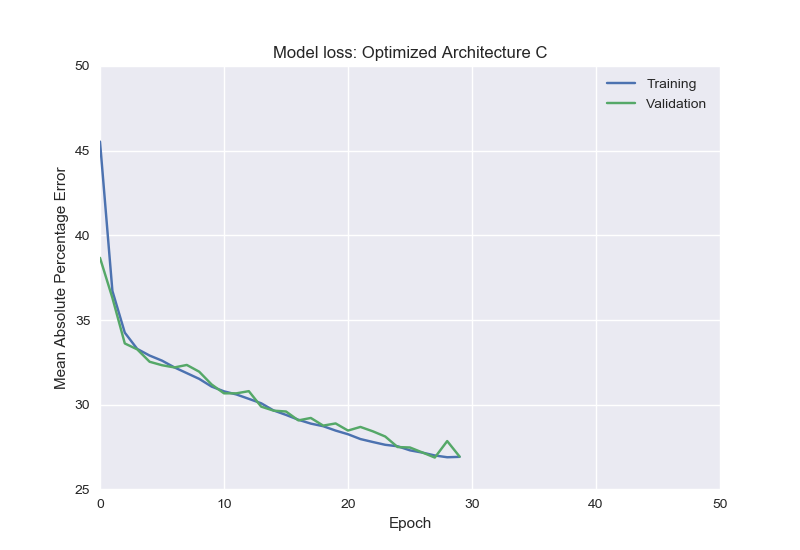 Model loss: Optimized Architecture C
Mean Absolute Percentage Error
50
45
40
35
30
25
Training
Validation
0 10 20 30 40 50
Epoch